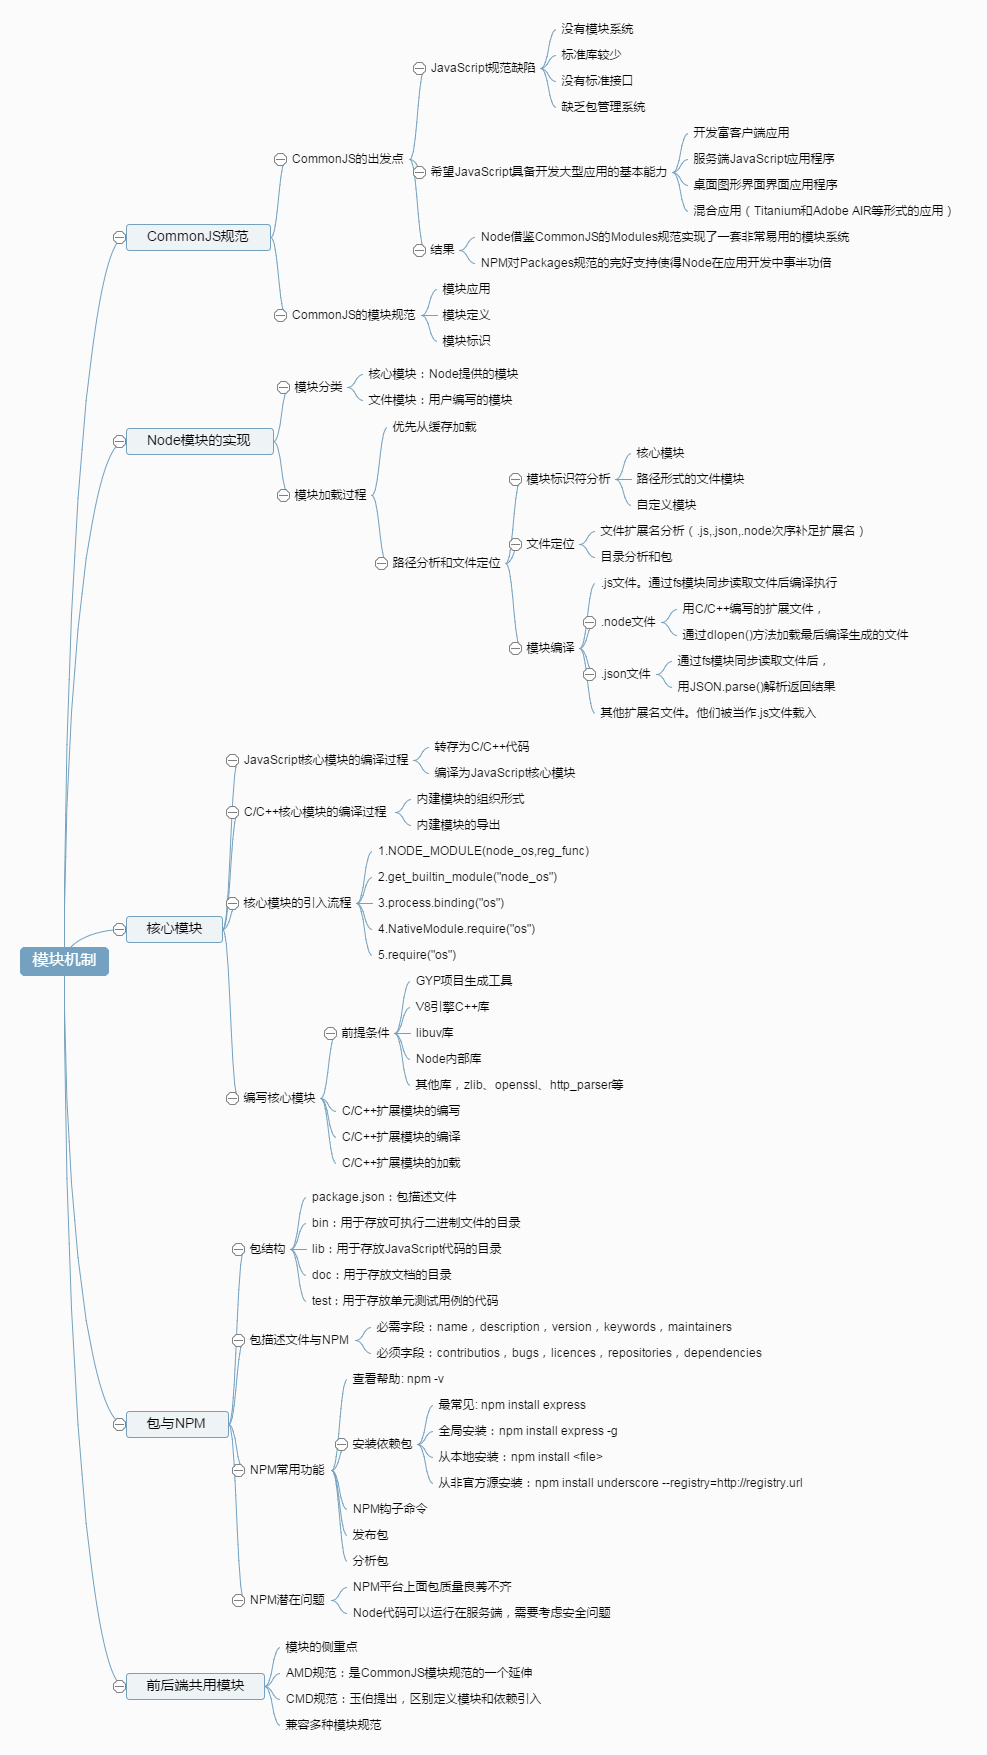 没有模块系统
标准库较少
JavaScript规范缺陷
没有标准接口
缺乏包管理系统
开发富客户端应用
CommonJS的出发点
服务端JavaScript应用程序
希望JavaScript具备开发大型应用的基本能力
桌面图形界面界面应用程序
混合应用（Titanium和Adobe AIR等形式的应用）
CommonJS规范
Node借鉴CommonJS的Modules规范实现了一套非常易用的模块系统
结果
NPM对Packages规范的完好支持使得Node在应用开发中事半功倍
模块应用
CommonJS的模块规范
模块定义
模块标识
核心模块：Node提供的模块
模块分类
文件模块：用户编写的模块
Node模块的实现
优先从缓存加载
模块加载过程
核心模块
模块标识符分析
路径形式的文件模块
自定义模块
文件扩展名分析（.js,.json,.node次序补足扩展名）
文件定位
目录分析和包
路径分析和文件定位
.js文件。通过fs模块同步读取文件后编译执行
用C/C++编写的扩展文件，
.node文件
通过dlopen()方法加载最后编译生成的文件
模块编译
通过fs模块同步读取文件后，
.json文件
用JSON.parse()解析返回结果
其他扩展名文件。他们被当作.js文件载入
转存为C/C++代码
JavaScript核心模块的编译过程
编译为JavaScript核心模块
内建模块的组织形式
C/C++核心模块的编译过程
内建模块的导出
1.NODE_MODULE(node_os,reg_func)
2.get_builtin_module("node_os")
核心模块的引入流程
3.process.binding("os")
核心模块
4.NativeModule.require("os")
5.require("os")
模块机制
GYP项目生成工具
V8引擎C++库
前提条件
libuv库
Node内部库
其他库，zlib、openssl、http_parser等
编写核心模块
C/C++扩展模块的编写
C/C++扩展模块的编译
C/C++扩展模块的加载
package.json：包描述文件
bin：用于存放可执行二进制文件的目录
包结构
lib：用于存放JavaScript代码的目录
doc：用于存放文档的目录
test：用于存放单元测试用例的代码
必需字段：name，description，version，keywords，maintainers
包描述文件与NPM
必须字段：contributios，bugs，licences，repositories，dependencies
查看帮助: npm -v
最常见: npm install express
包与NPM
全局安装：npm install express -g
安装依赖包
从本地安装：npm install <file>
NPM常用功能
从非官方源安装：npm install underscore --registry=http://registry.url
NPM钩子命令
发布包
分析包
NPM平台上面包质量良莠不齐
NPM潜在问题
Node代码可以运行在服务端，需要考虑安全问题
模块的侧重点
AMD规范：是CommonJS模块规范的一个延伸
前后端共用模块
CMD规范：玉伯提出，区别定义模块和依赖引入
兼容多种模块规范